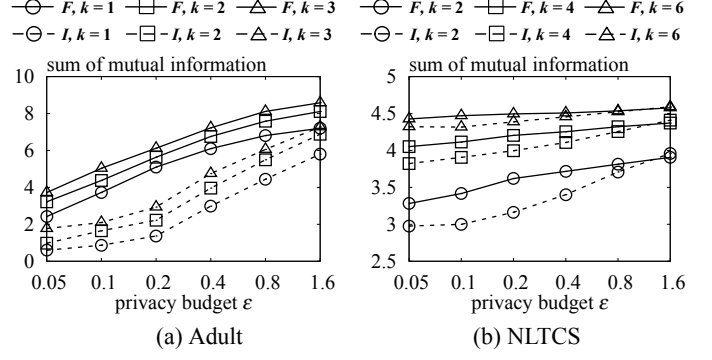 F, k = 1 F, k = 2 F, k = 3
I, k = 1 I, k = 2 I, k = 3
sum of mutual information
10
8
6
4
2
0
0.05 0.1 0.2 0.4 0.8 1.6
privacy budget ε
(a) Adult
F, k = 2 F, k = 4 F, k = 6
I, k = 2 I, k = 4 I, k = 6
sum of mutual information
5
4.5
4
3.5
3
2.5
0.05 0.1 0.2 0.4 0.8 1.6
privacy budget ε
(b) NLTCS